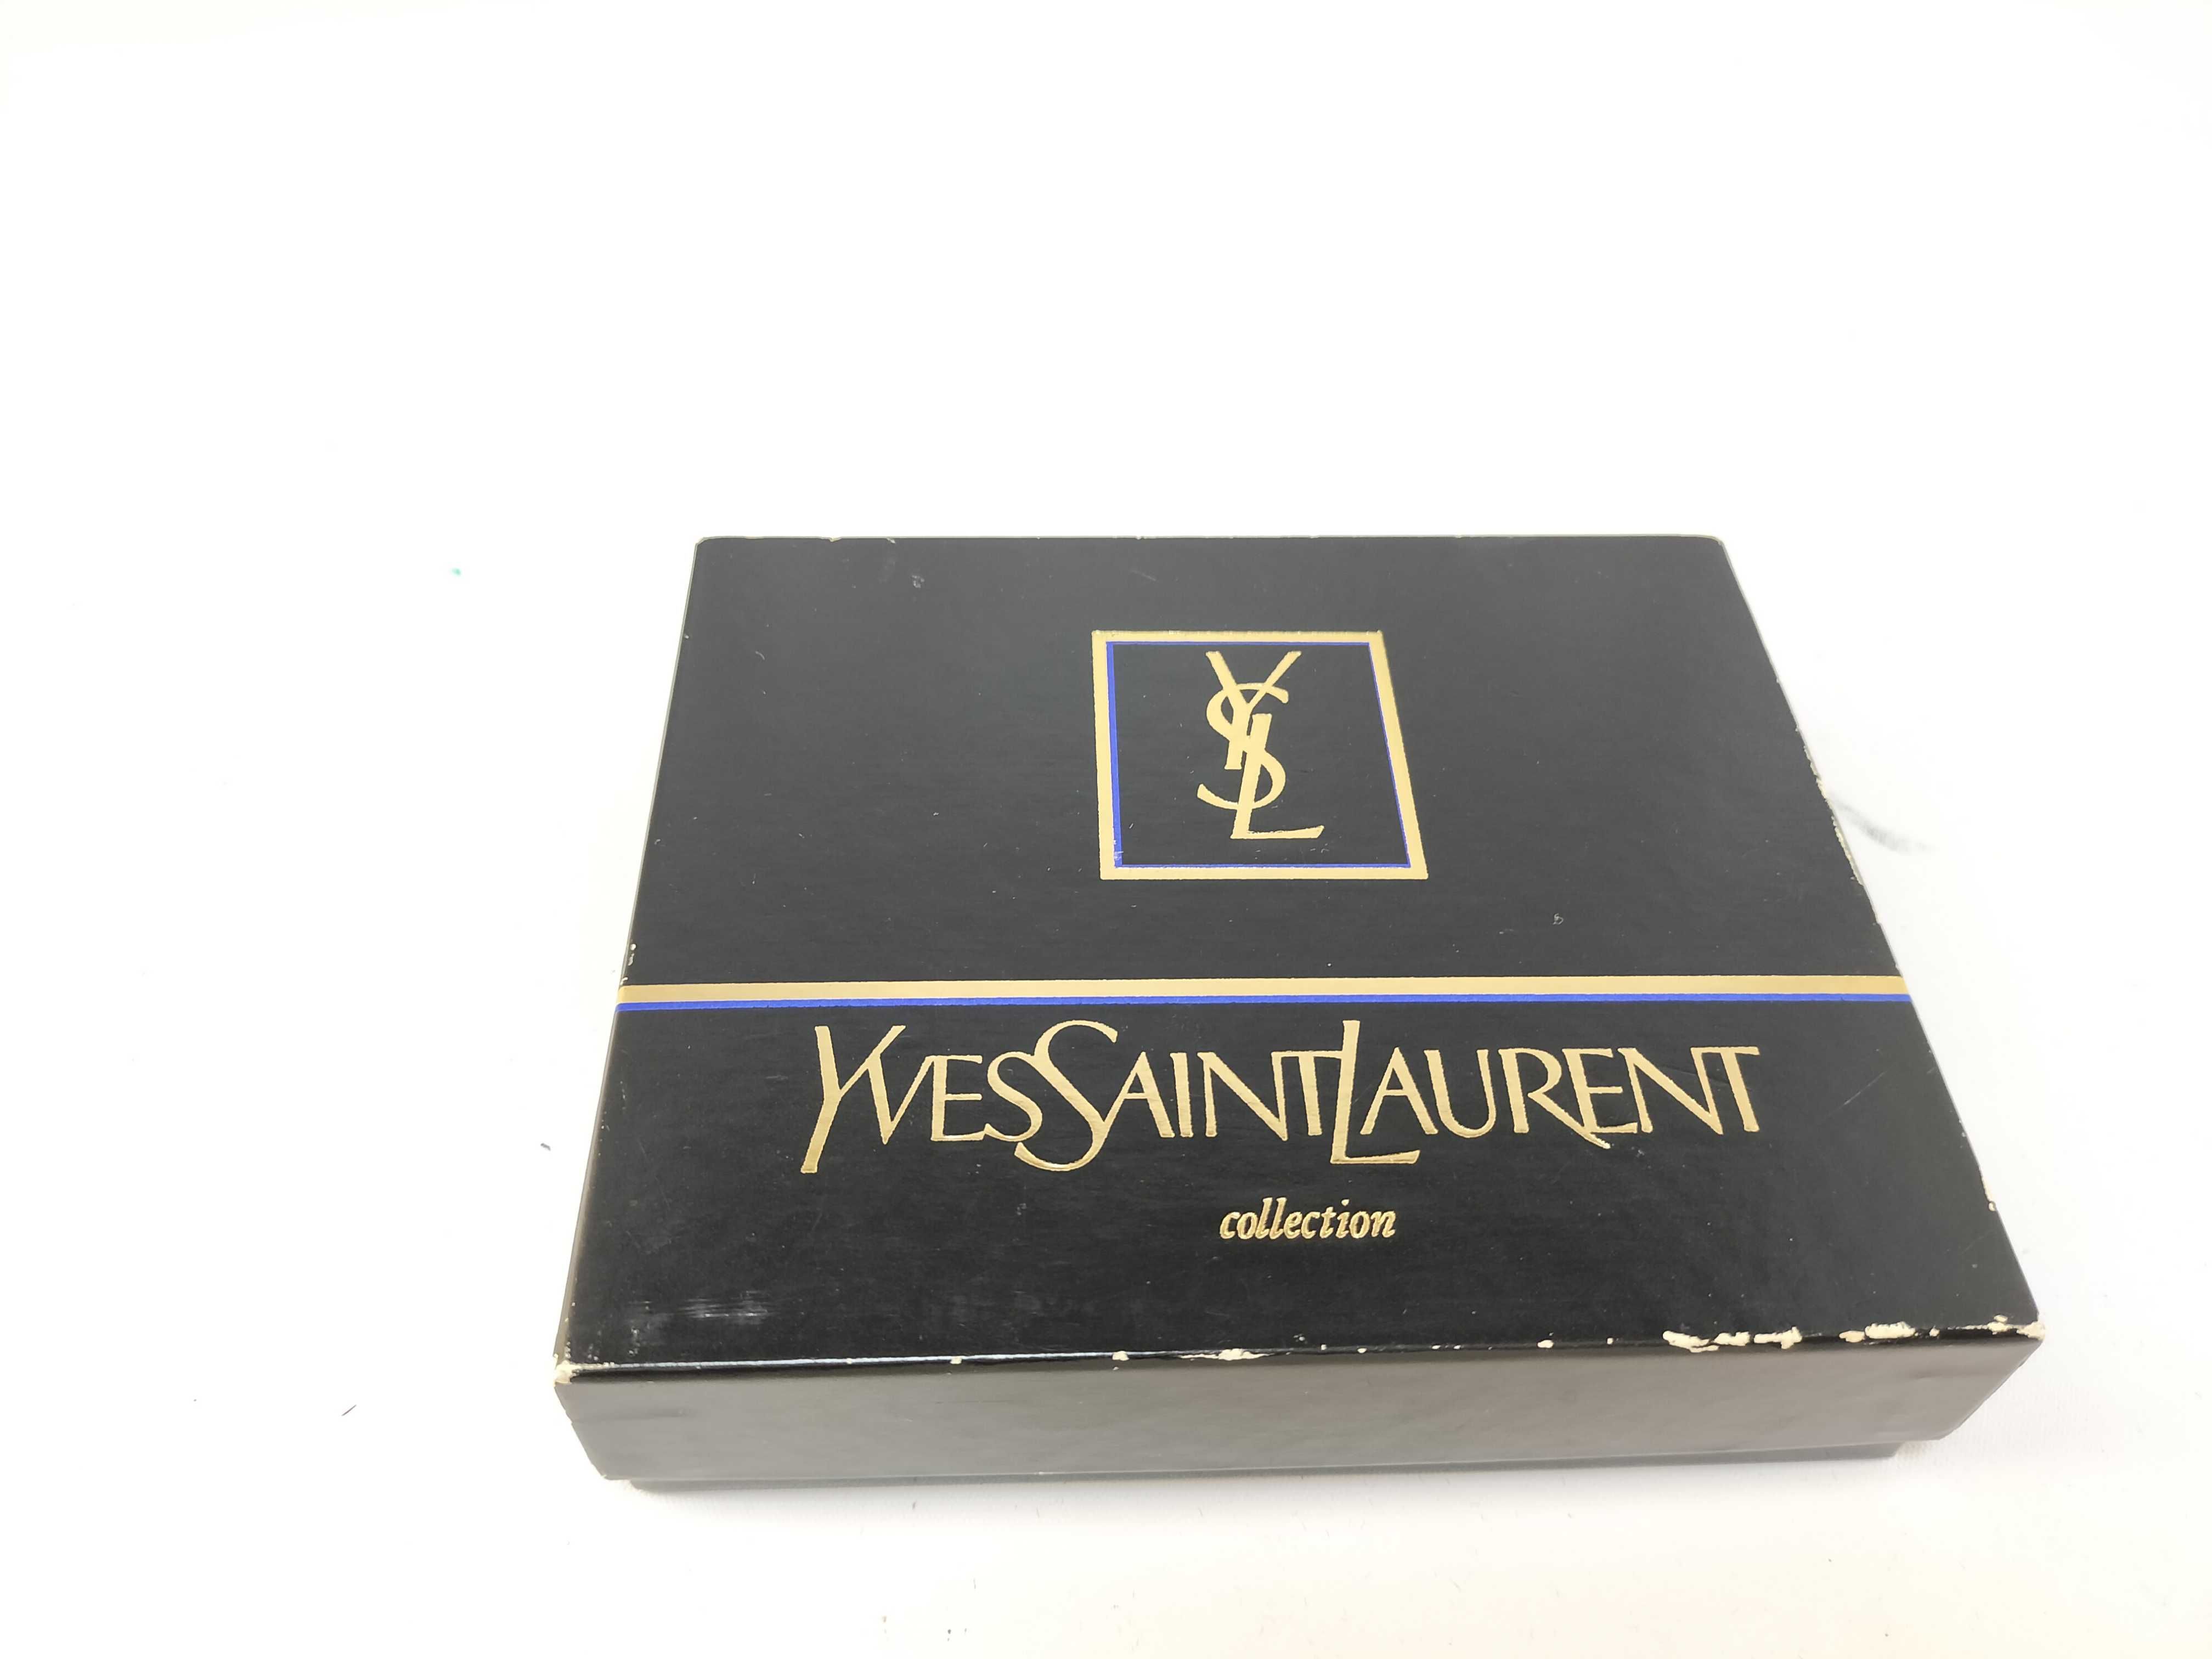 YSL
YVESSAINTLAURENT
collection